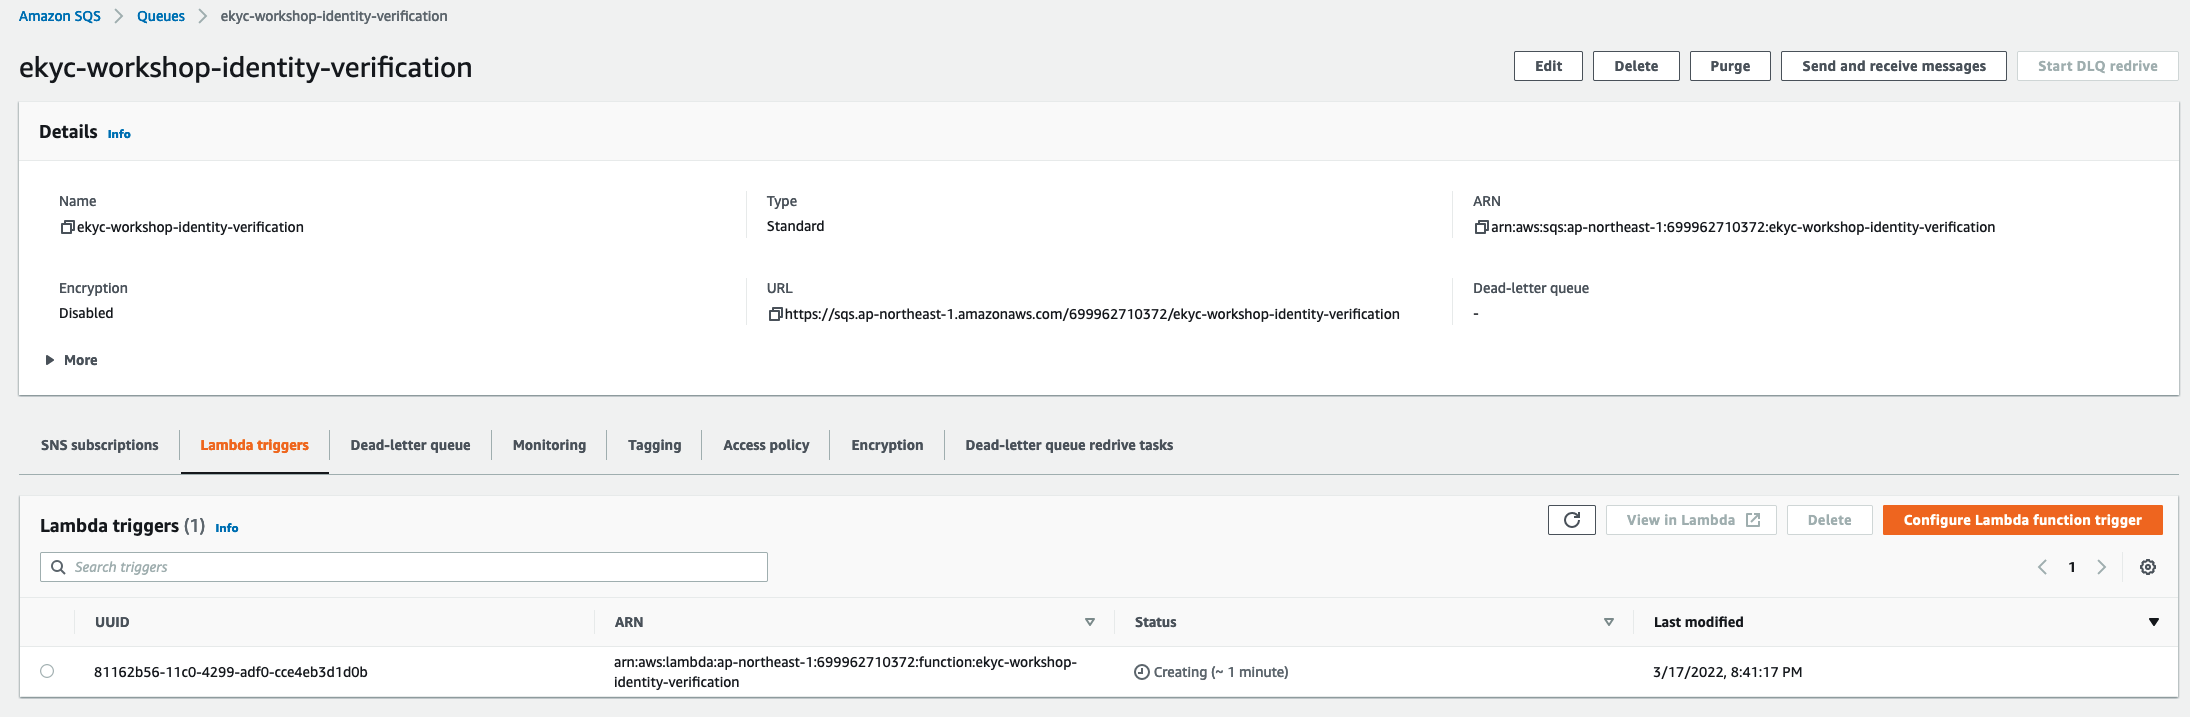 Amazon SQS
Queues
ekyc-workshop-identity-verification
ekyc-workshop-identity-verification
Edit
Delete
Purge
Send and receive messages
Start DLQ redrive
Details
Info
Name
ekyc-workshop-identity-verification
Type
Standard
ARN
arn:aws:sqs:ap-northeast-1:699962710372:ekyc-workshop-identity-verification
Encryption
Disabled
URL
https://sqs.ap-northeast-1.amazonaws.com/699962710372/ekyc-workshop-identity-verification
Dead-letter queue
-
More
SNS subscriptions
Lambda triggers
Dead-letter queue
Monitoring
Tagging
Access policy
Encryption
Dead-letter queue redrive tasks
Lambda triggers (1)
Info
View in Lambda
Delete
Configure Lambda function trigger
Search triggers
1
UUID
ARN
Status
Last modified
81162b56-11c0-4299-adf0-cce4eb3d1d0b
arn:aws:lambda:ap-northeast-1:699962710372:function:ekyc-workshop-
identity-verification
Creating (~ 1 minute)
3/17/2022, 8:41:17 PM